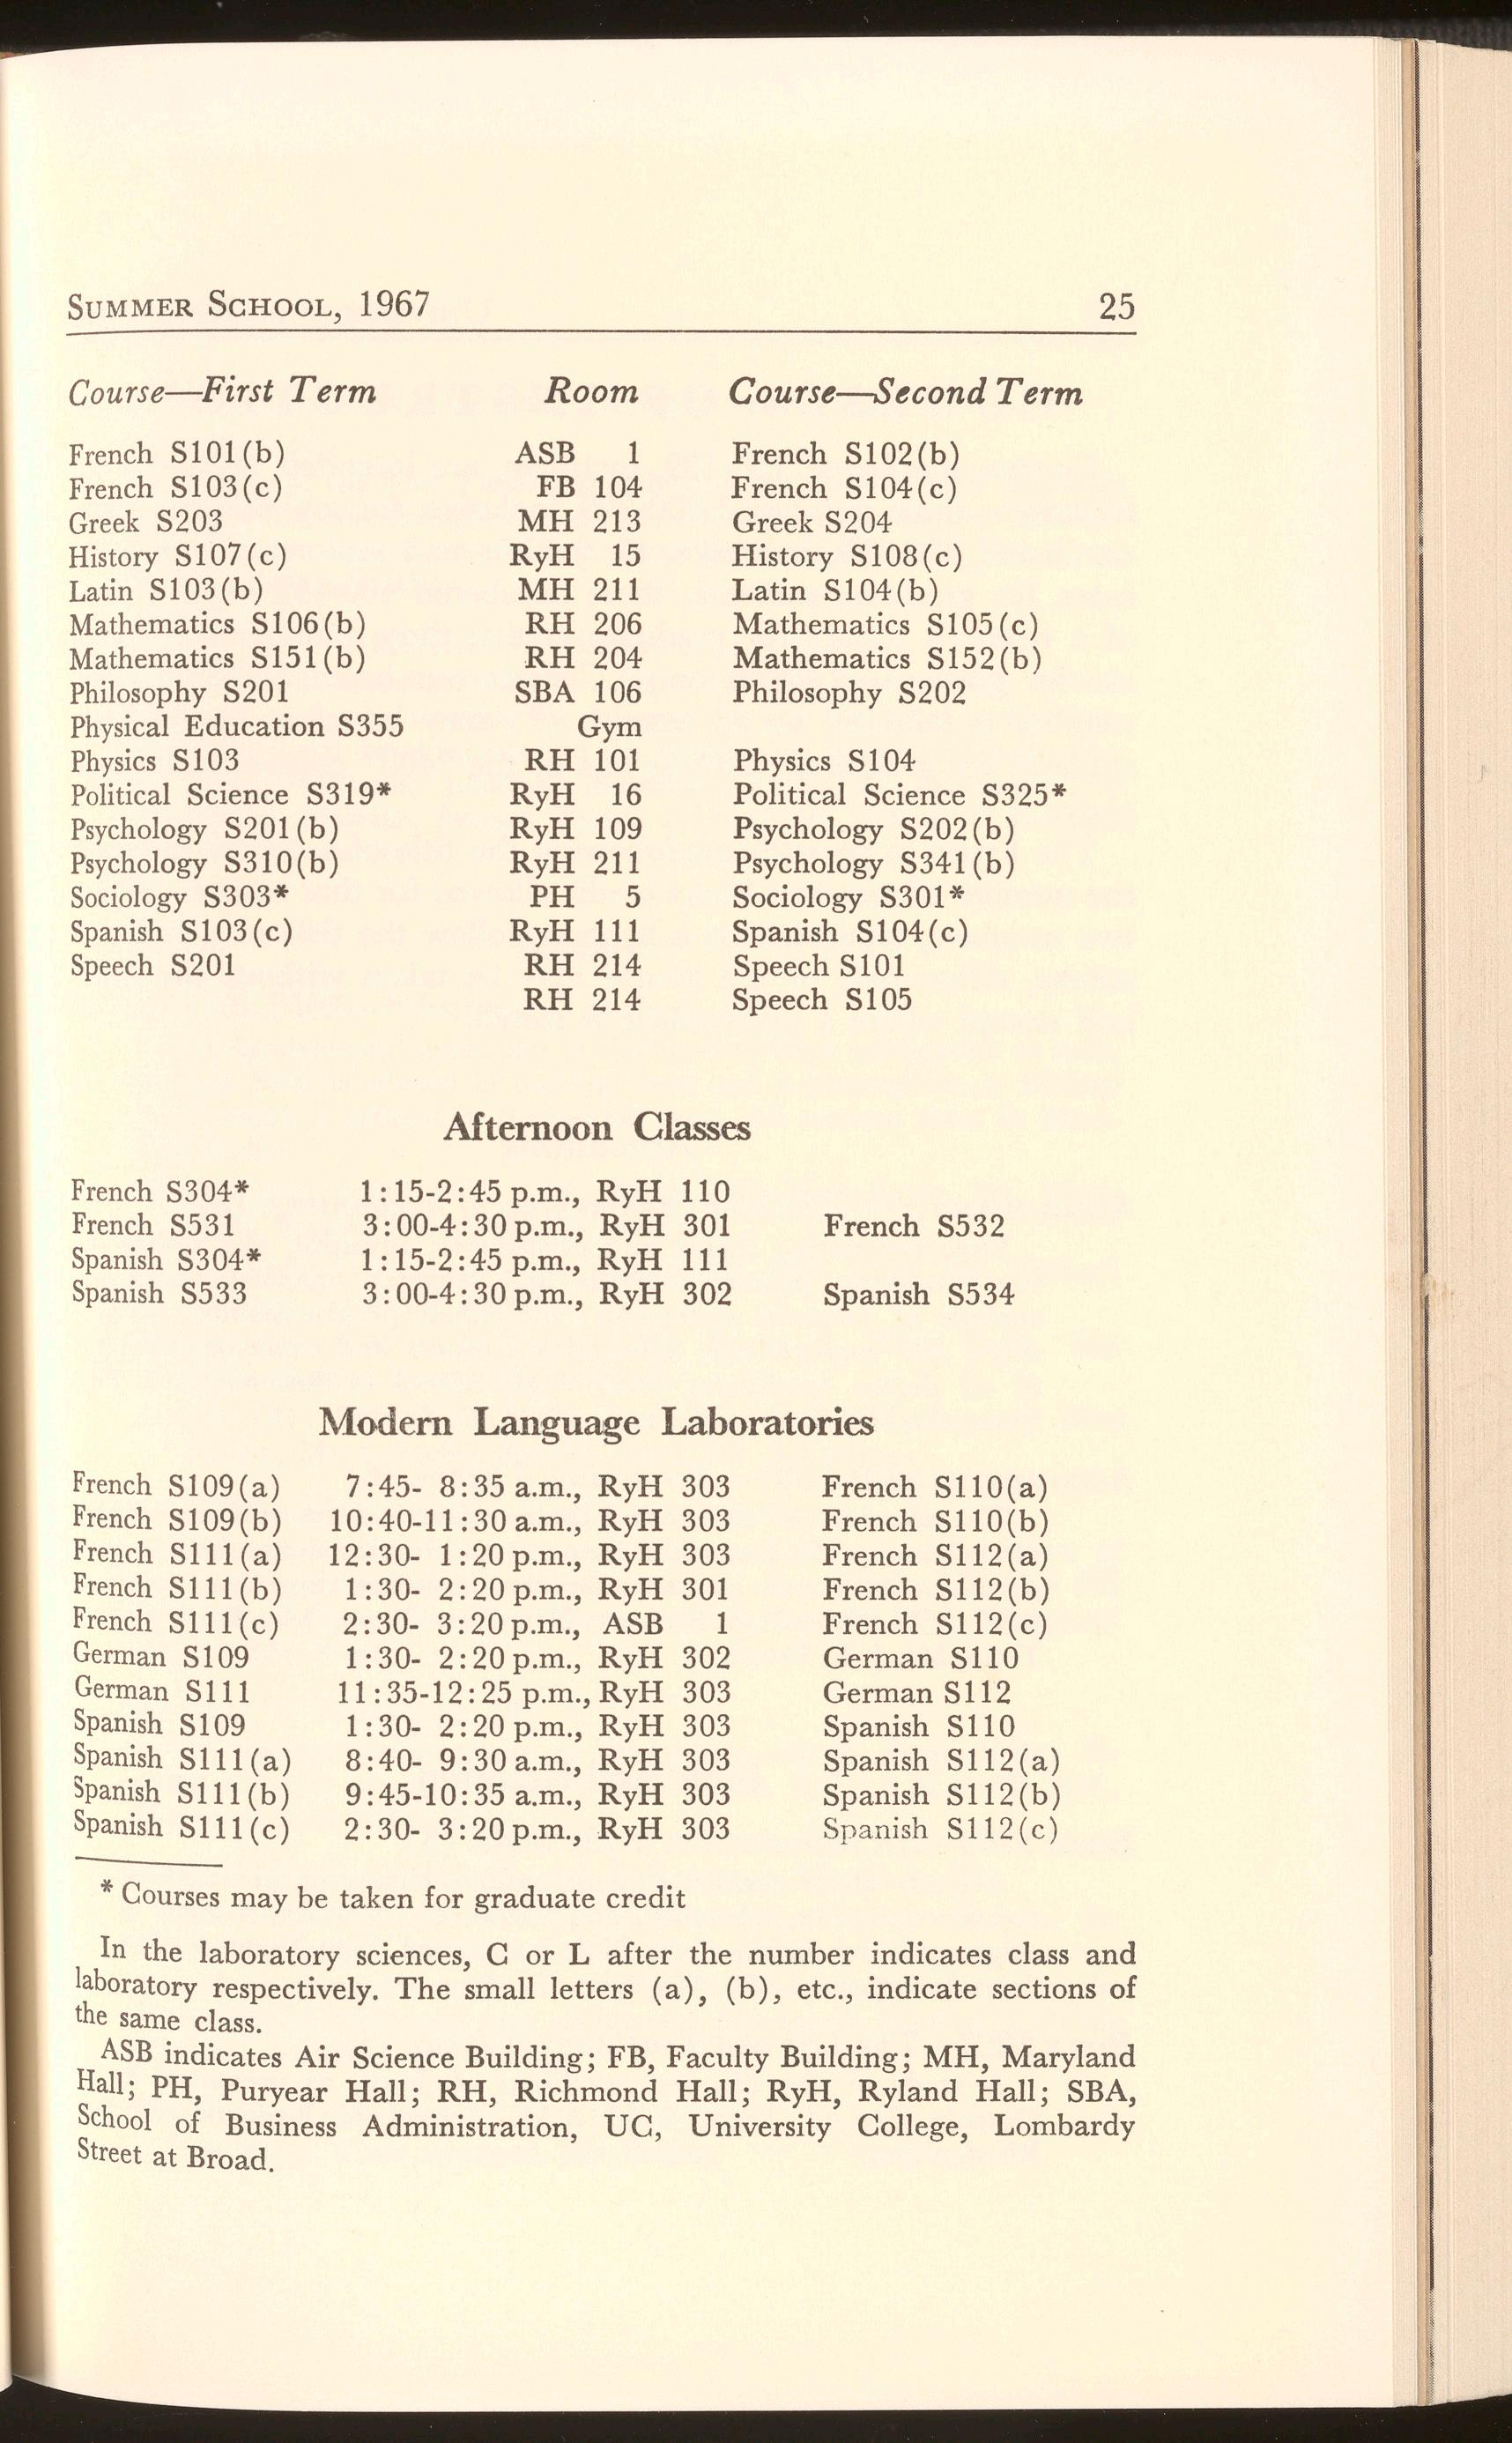 SUMMER SCHOOL, 1967 25
Course—First Term Room Course—Second Term
French S101(b) ASB 1 French S102(b)
French S103(c) FB 104 French S104(c)
Greek S203 MH 213 Greek S204
History S107(c) RyH 15 History S108(c)
Latin S103(b) MH 211 Latin S104(b)
Mathematics S106(b) RH 206 Mathematics S105(c)
Mathematics S151(b) RH 204 Mathematics S152(b)
Philosophy S201 SBA 106 Philosophy S202
Physical Education S355 Gym
Physics S103 RH 101 Physics S104
Political Science S319* RyH 16 Political Science S325*
Psychology S201(b) RyH 109 Psychology S202(b)
Psychology S310(b) RyH 211 Psychology S341(b)
Sociology S303* PH 5 Sociology S301*
Spanish S103(c) RyH 111 Spanish S104(c)
Speech S201 RH 214 Speech S101
RH 214 Speech S105
Afternoon Classes
French S304* 1:15-2:45 p.m., RyH 110
French S531 3:00-4:30 p.m., RyH 301 French S532
Spanish S304* 1:15-2:45 p.m., RyH 111
Spanish S533 3:00-4:30 p.m., RyH 302 Spanish S534
Modern Language Laboratories
French S109(a) 7:45- 8:35 a.m., RyH 303 French S110(a)
French S109(b) 10:40-11:30 a.m., RyH 303 French S110(b)
French S111(a) 12:30- 1:20 p.m., RyH 303 French S112(a)
French S111(b) 1:30- 2:20 p.m., RyH 301 French S112(b)
French S111(c) 2:30- 3:20 p.m., ASB 1 French S112(c)
German S109 1:30- 2:20 p.m., RyH 302 German S110
German S111 11:35-12:25 p.m., RyH 303 German S112
Spanish S109 1:30- 2:20 p.m., RyH 303 Spanish S110
Spanish S111(a) 8:40- 9:30 a.m., RyH 303 Spanish S112(a)
Spanish S111(b) 9:45-10:35 a.m., RyH 303 Spanish S112(b)
Spanish S111(c) 2:30- 3:20 p.m., RyH 303 Spanish S112(c)
* Courses may be taken for graduate credit
In the laboratory sciences, C or L after the number indicates class and
laboratory respectively. The small letters (a), (b), etc., indicate sections of
the same class.
ASB indicates Air Science Building; FB, Faculty Building; MH, Maryland
Hall; PH, Puryear Hall; RH, Richmond Hall; RyH, Ryland Hall; SBA,
School of Business Administration, UC, University College, Lombardy
Street at Broad.